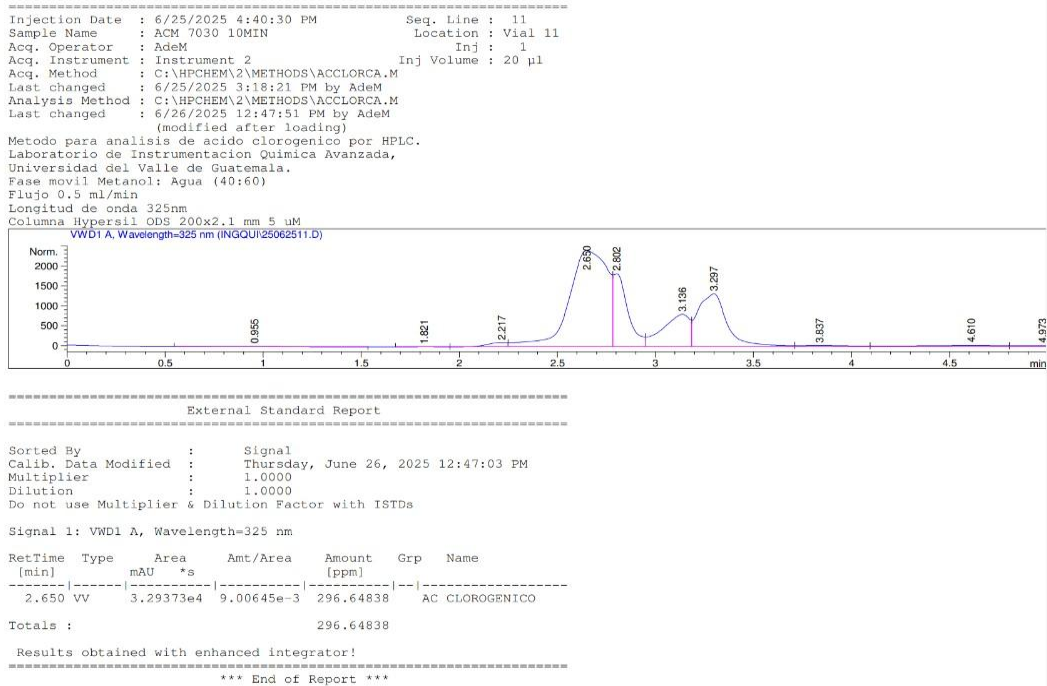 =====================================================================
Injection Date  : 6/25/2025 4:40:30 PM            Seq. Line :  11
Sample Name     : ACM 7030 10MIN                   Location : Vial 11
Acq. Operator   : AdeM                                  Inj :   1
Acq. Instrument : Instrument 2                   Inj Volume : 20 µl
Acq. Method     : C:\HPCHEM\2\METHODS\ACCLORCA.M
Last changed    : 6/25/2025 3:18:21 PM by AdeM
Analysis Method : C:\HPCHEM\2\METHODS\ACCLORCA.M
Last changed    : 6/26/2025 12:47:51 PM by AdeM
(modified after loading)
Metodo para analisis de acido clorogenico por HPLC.
Laboratorio de Instrumentacion Quimica Avanzada,
Universidad del Valle de Guatemala.
Fase movil Metanol: Agua (40:60)
Flujo 0.5 ml/min
Longitud de onda 325nm
Columna Hypersil ODS 200x2.1 mm 5 uM
VWD1 A, Wavelength=325 nm (INGQUI\25062511.D)
Norm.
2000
1500
1000
500
0
0.955
1.821
2.217
2.650
2.802
3.136
3.297
3.837
4.610
4.973
0 0.5 1 1.5 2 2.5 3 3.5 4 4.5 min
=====================================================================
External Standard Report
=====================================================================
Sorted By             :      Signal
Calib. Data Modified  :      Thursday, June 26, 2025 12:47:03 PM
Multiplier            :      1.0000
Dilution              :      1.0000
Do not use Multiplier & Dilution Factor with ISTDs
Signal 1: VWD1 A, Wavelength=325 nm
RetTime  Type     Area      Amt/Area    Amount   Grp   Name
[min]          mAU   *s                 [ppm]
-------|------|----------|----------|----------|--|------------------
2.650 VV    3.29373e4  9.00645e-3  296.64838    AC CLOROGENICO
Totals :                               296.64838
Results obtained with enhanced integrator!
=====================================================================
*** End of Report ***